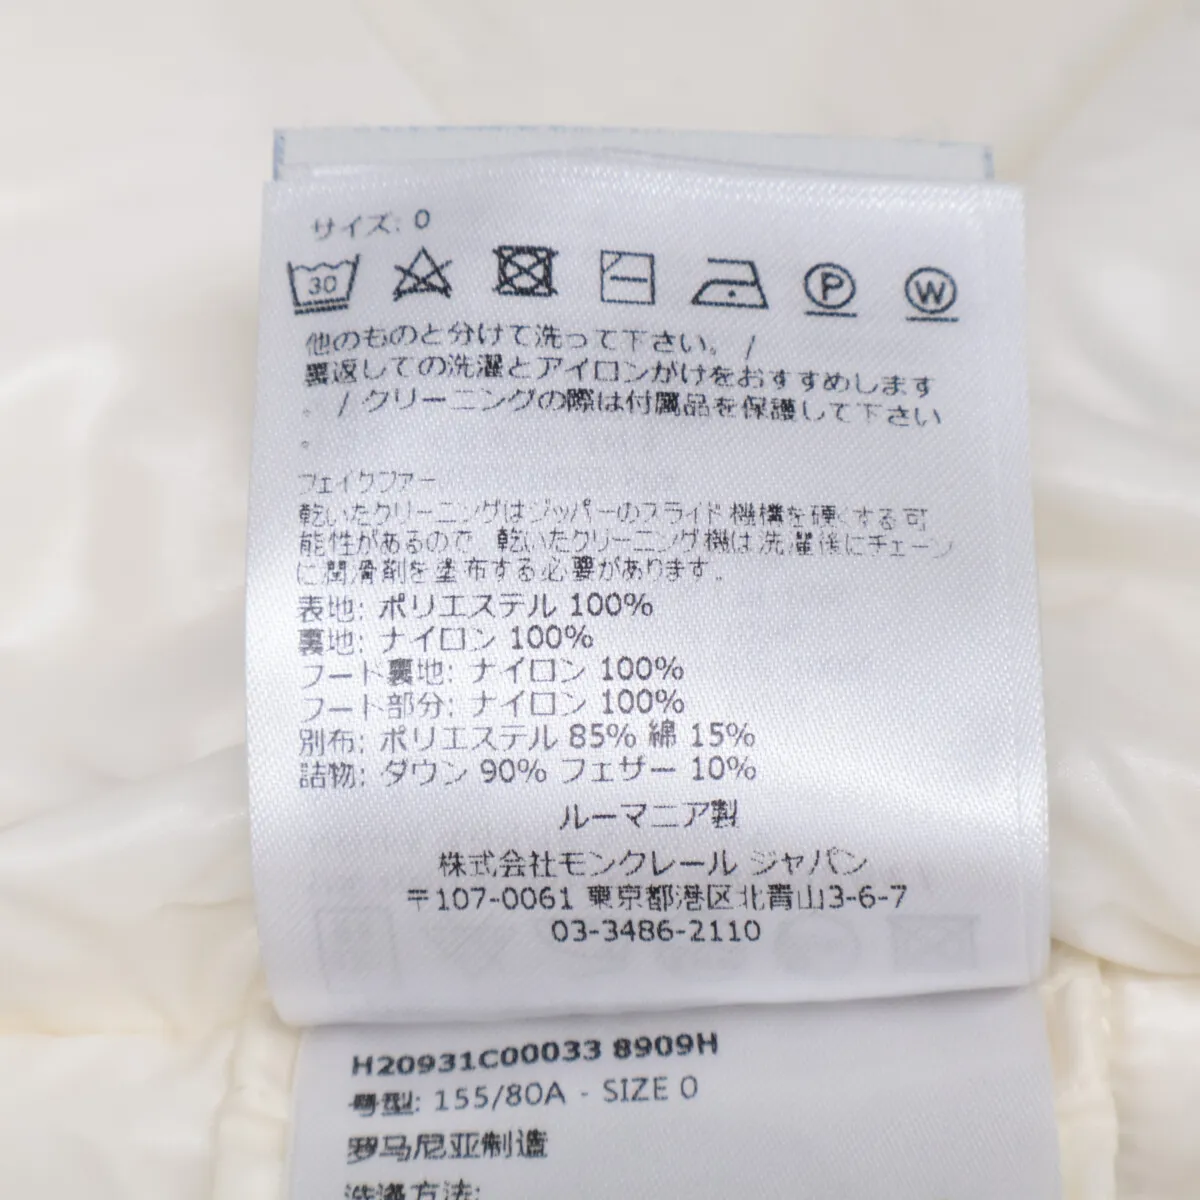 サイズ: 0
30 P W
他のものと分けて洗って下さい。 /
裏返しての洗濯とアイロンがけをおすすめします
。 / クリーニングの際は付属品を保護して下さい
。
フェイクファー
乾いたクリーニングはジッパーのスライド機構を硬くする可
能性があるので、乾いたクリーニング機は洗濯後にチェーン
に潤滑剤を塗布する必要があります。
表地: ポリエステル 100%
裏地: ナイロン 100%
フード裏地: ナイロン 100%
フード部分: ナイロン 100%
別布: ポリエステル 85% 綿 15%
詰物: ダウン 90% フェザー 10%
ルーマニア製
株式会社モンクレール ジャパン
〒107-0061 東京都港区北青山3-6-7
03-3486-2110
H20931C00033 8909H
号型: 155/80A - SIZE 0
罗马尼亚制造
洗涤方法: